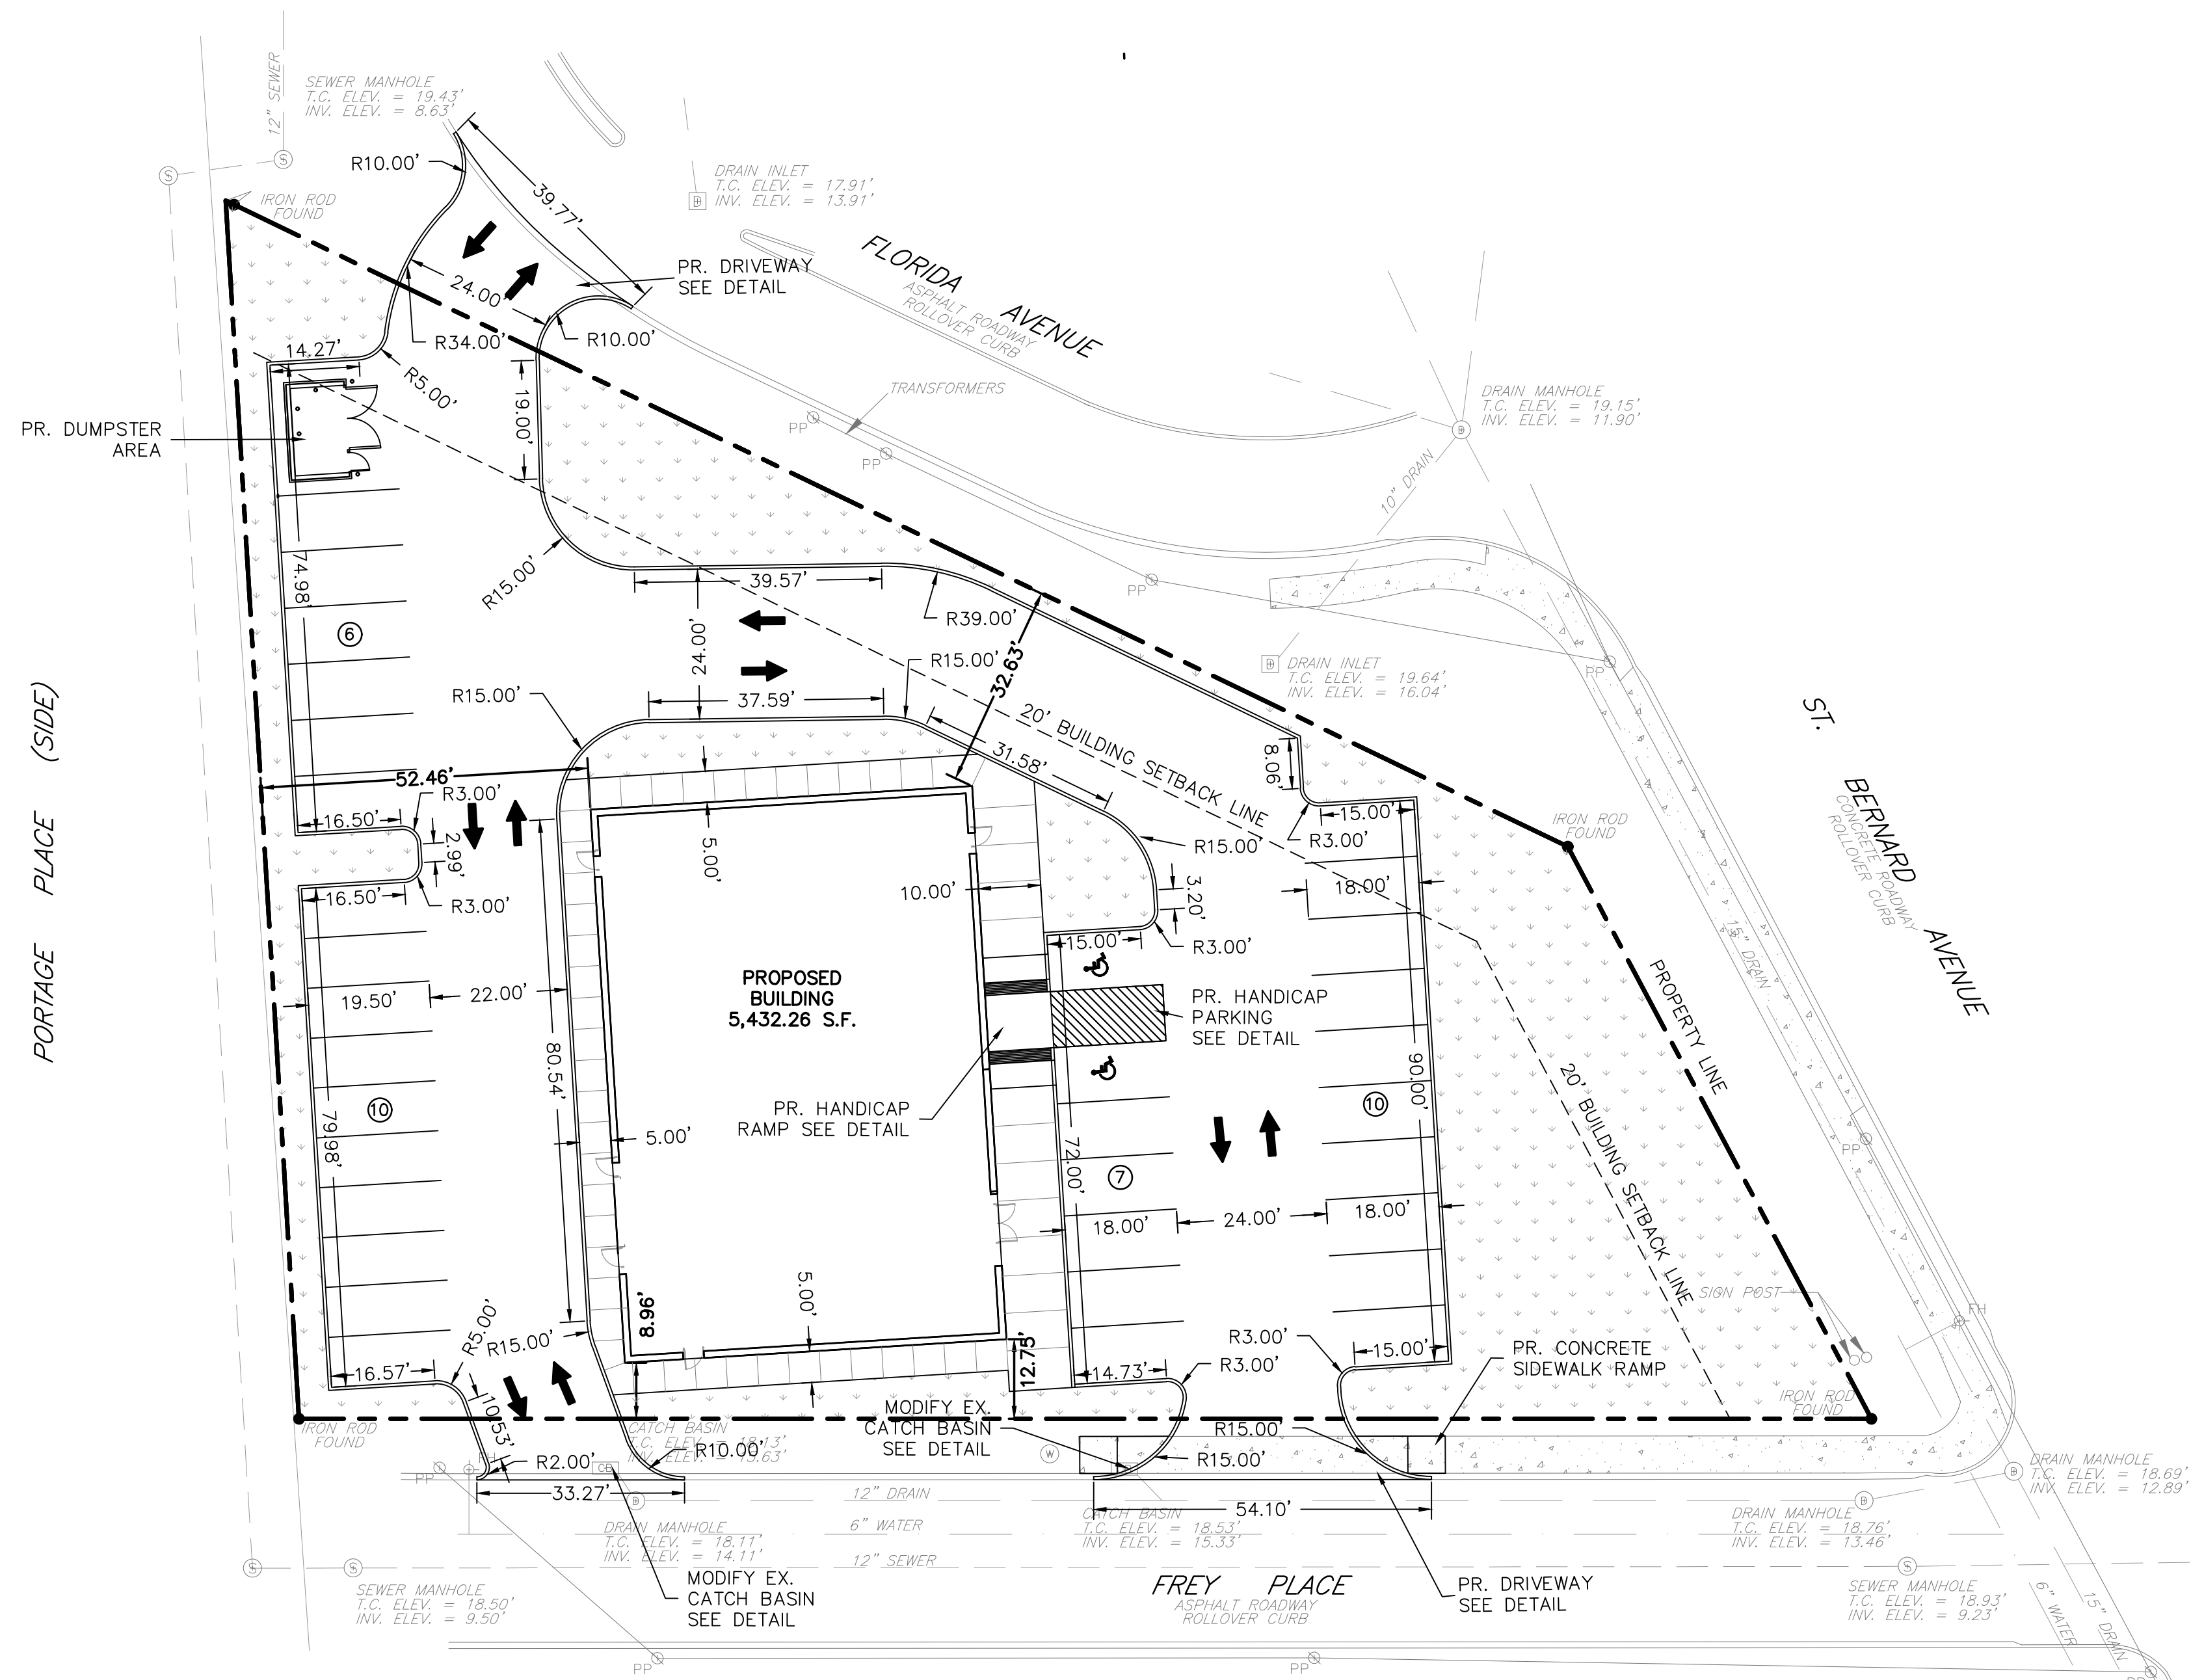 12" SEWER
SEWER MANHOLE
T.C. ELEV. = 19.43'
INV. ELEV. = 8.63'
S
S
R10.00'
39.77'
DRAIN INLET
T.C. ELEV. = 17.91'
INV. ELEV. = 13.91'
D
IRON ROD
FOUND
24.00'
PR. DRIVEWAY
SEE DETAIL
FLORIDA AVENUE
ASPHALT ROADWAY
ROLLOVER CURB
R34.00'
R10.00'
14.27'
R5.00'
19.00'
TRANSFORMERS
PP
PP
PP
PP
DRAIN MANHOLE
T.C. ELEV. = 19.15'
INV. ELEV. = 11.90'
D
10" DRAIN
PR. DUMPSTER
AREA
74.98'
R15.00'
39.57'
R39.00'
6
24.00'
R15.00'
32.63'
D
DRAIN INLET
T.C. ELEV. = 19.64'
INV. ELEV. = 16.04'
R15.00'
37.59'
20' BUILDING SETBACK LINE
31.58'
8.06'
PORTAGE PLACE (SIDE)
ST. BERNARD AVENUE
CONCRETE ROADWAY
ROLLOVER CURB
15" DRAIN
52.46'
R3.00'
16.50'
2.99'
16.50'
R3.00'
5.00'
10.00'
R15.00'
R3.00'
15.00'
18.00'
3.20'
R3.00'
15.00'
IRON ROD
FOUND
PROPERTY LINE
PROPOSED
BUILDING
5,432.26 S.F.
19.50'
22.00'
80.54'
PR. HANDICAP
PARKING
SEE DETAIL
PR. HANDICAP
RAMP SEE DETAIL
10
79.98'
5.00'
72.00'
7
90.00'
10
20' BUILDING SETBACK LINE
PP
18.00'
24.00'
18.00'
5.00'
8.96'
12.75'
SIGN POST
FH
R5.00'
R15.00'
16.57'
10.53'
14.73'
R3.00'
R3.00'
15.00'
PR. CONCRETE
SIDEWALK RAMP
IRON ROD
FOUND
IRON ROD
FOUND
MODIFY EX.
CATCH BASIN
SEE DETAIL
CATCH BASIN
T.C. ELEV. = 18.13'
R10.00'
R15.00'
R15.00'
W
FH
PP
R2.00'
CB
33.27'
D
12" DRAIN
6" WATER
12" SEWER
54.10'
DRAIN MANHOLE
T.C. ELEV. = 18.11'
INV. ELEV. = 14.11'
CATCH BASIN
T.C. ELEV. = 18.53'
INV. ELEV. = 15.33'
D
DRAIN MANHOLE
T.C. ELEV. = 18.76'
INV. ELEV. = 13.46'
D
DRAIN MANHOLE
T.C. ELEV. = 18.69'
INV. ELEV. = 12.89'
S
S
SEWER MANHOLE
T.C. ELEV. = 18.50'
INV. ELEV. = 9.50'
MODIFY EX.
CATCH BASIN
SEE DETAIL
FREY PLACE
ASPHALT ROADWAY
ROLLOVER CURB
PR. DRIVEWAY
SEE DETAIL
S
SEWER MANHOLE
T.C. ELEV. = 18.93'
INV. ELEV. = 9.23'
6" WATER
15" DRAIN
PP
PP